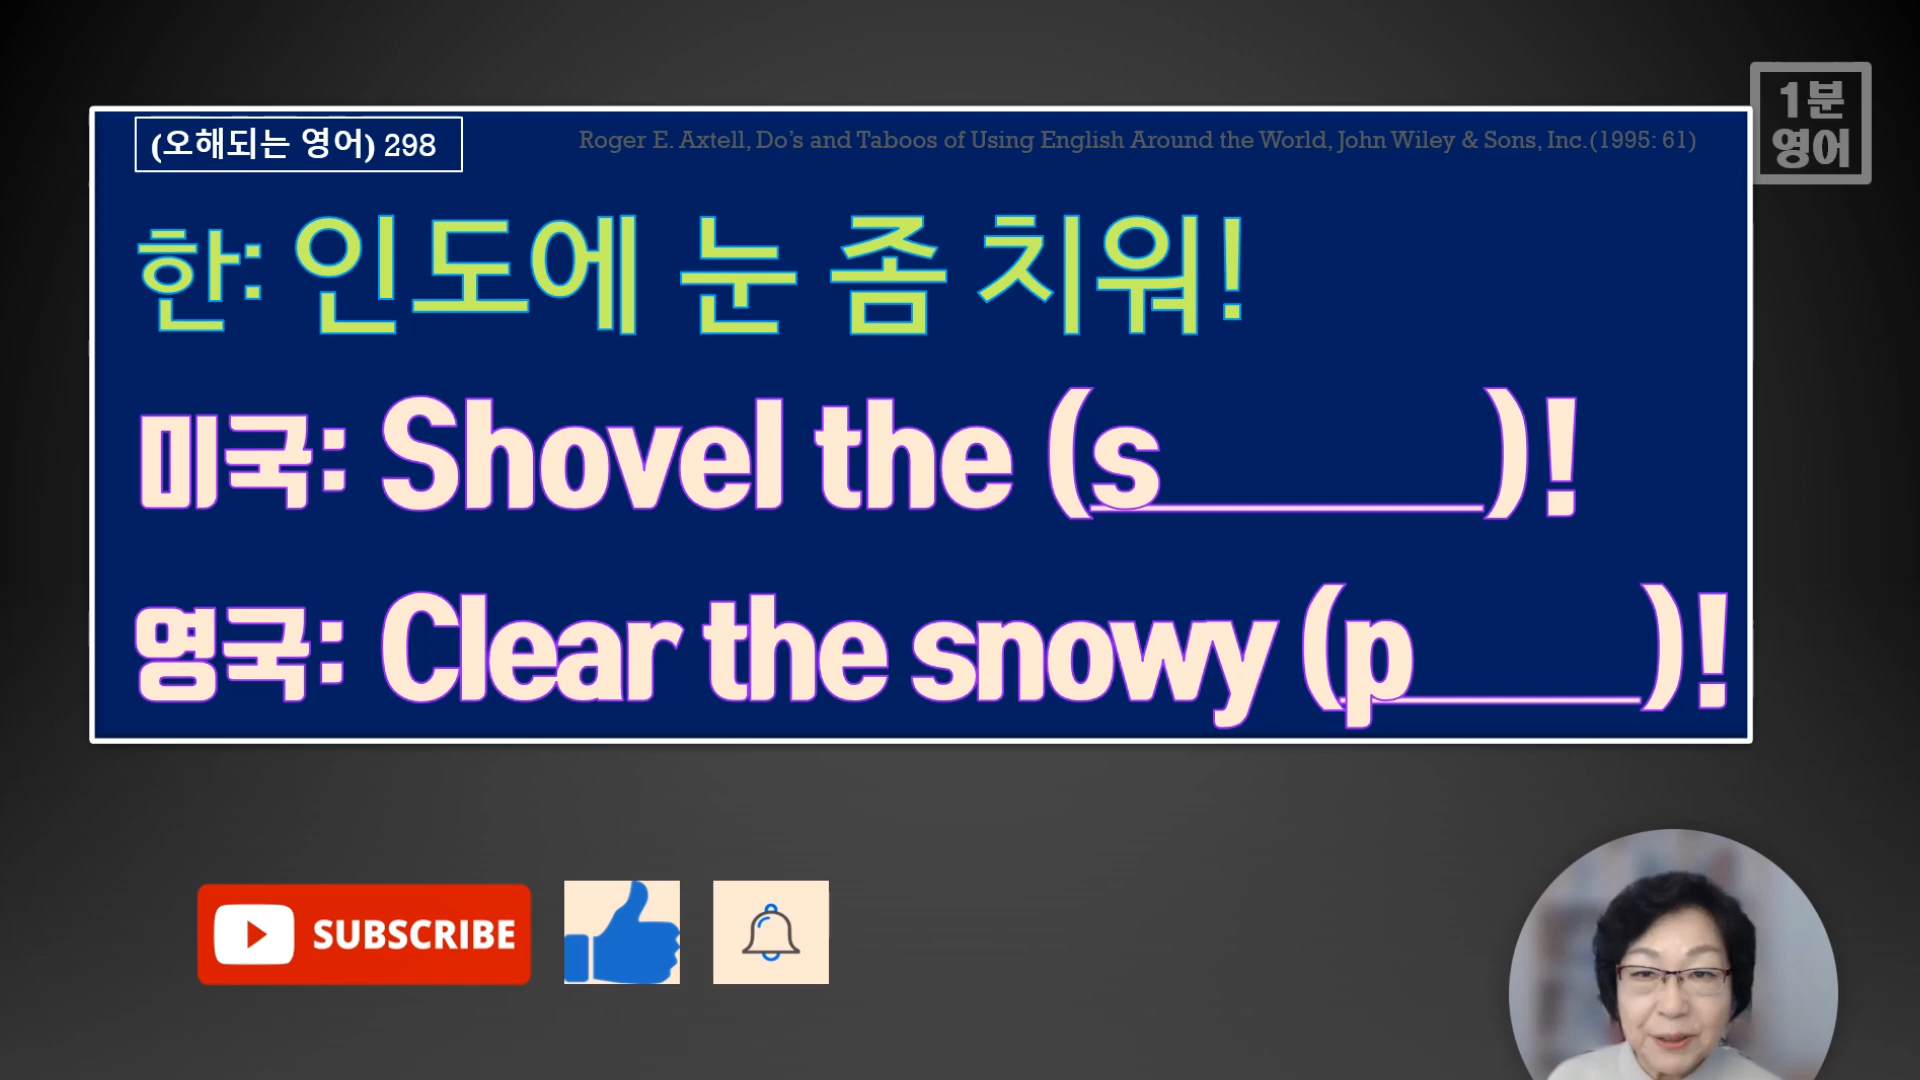 (오해되는 영어) 298
Roger E. Axtell, Do’s and Taboos of Using English Around the World, John Wiley & Sons, Inc.(1995: 61)
1분
영어
한: 인도에 눈 좀 치워!
미국: Shovel the (s_______)!
영국: Clear the snowy (p_____)!
SUBSCRIBE